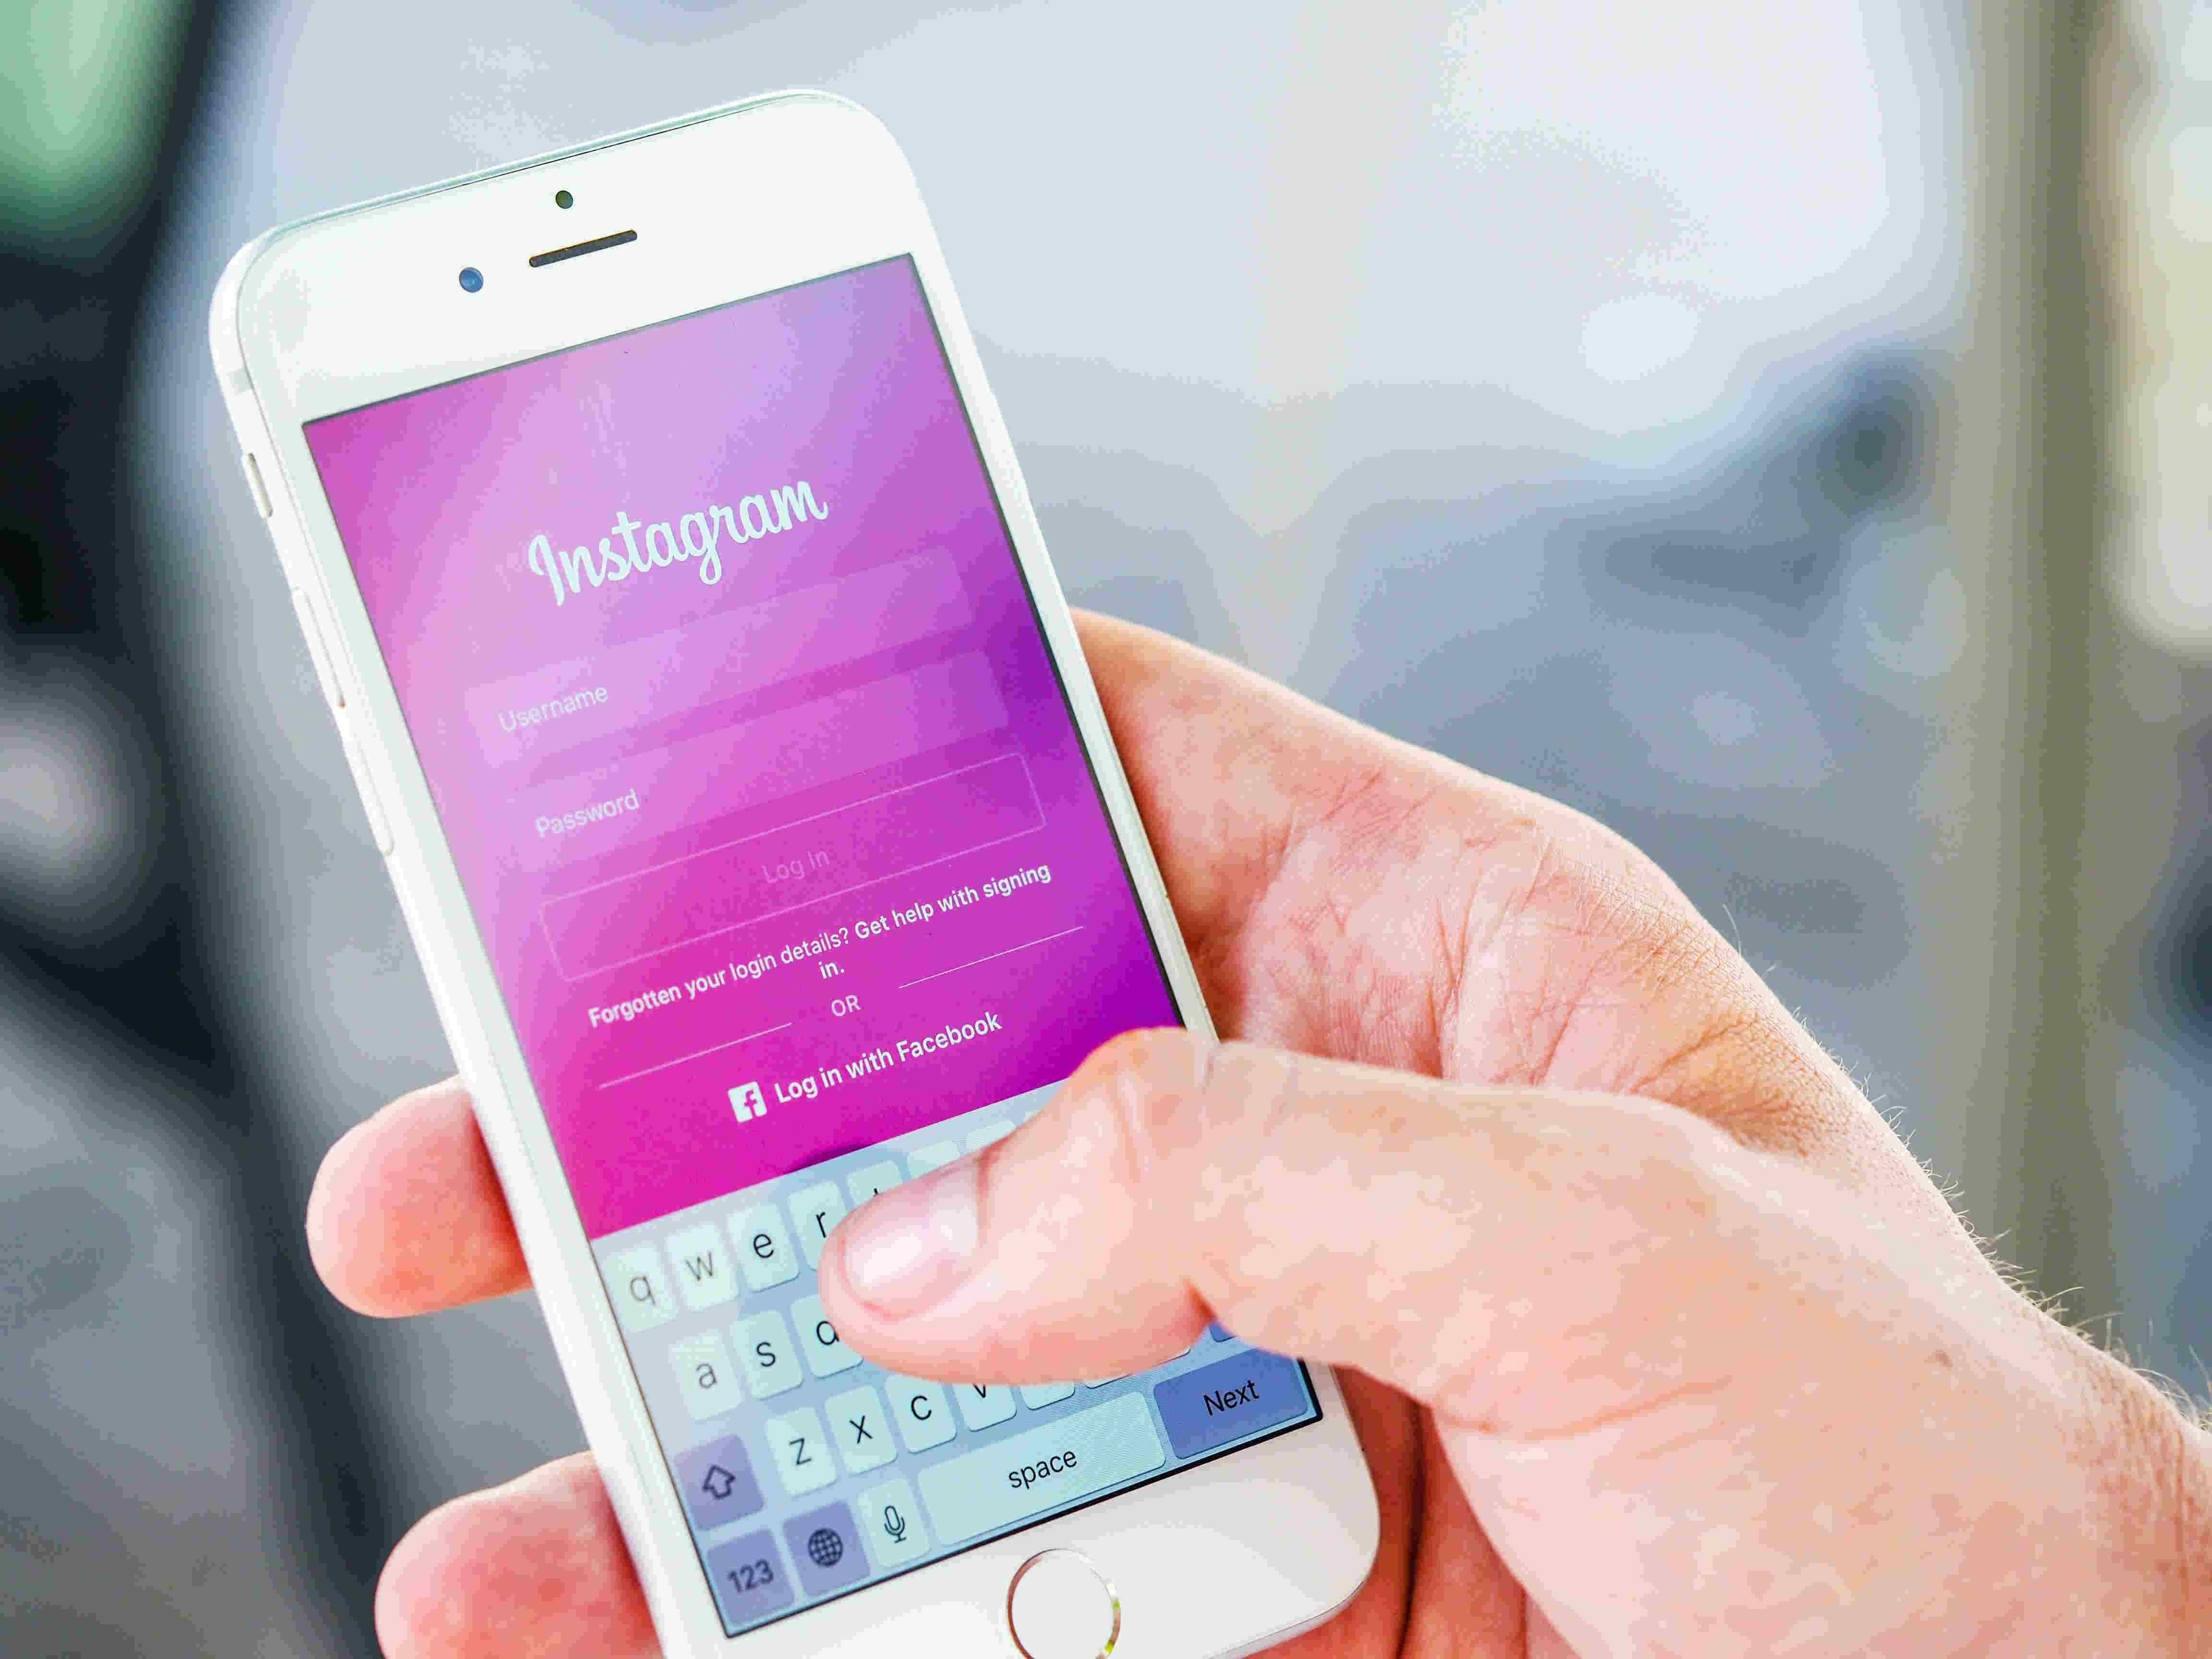 Instagram
Username
Password
Log In
Forgotten your login details? Get help with signing
in.
OR
f Log in with Facebook
q w e r
a s d
z x c v
123 space Next